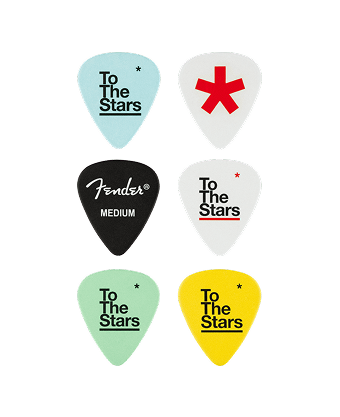 To *
The
Stars
*
Fender®
MEDIUM
To *
The
Stars
To *
The
Stars
To *
The
Stars